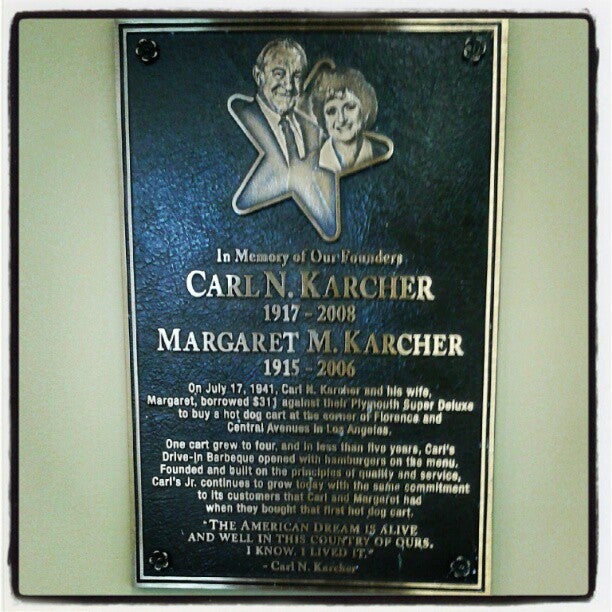 In Memory of Our Founders
CARL N. KARCHER
1917 - 2008
MARGARET M. KARCHER
1915 - 2006
On July 17, 1941, Carl N. Karcher and his wife,
Margaret, borrowed $311 against their Plymouth Super Deluxe
to buy a hot dog cart at the corner of Florence and
Central Avenues in Los Angeles.
One cart grew to four, and in less than five years, Carl's
Drive-In Barbeque opened with hamburgers on the menu.
Founded and built on the principles of quality and service,
Carl's Jr. continues to grow today with the same commitment
to its customers that Carl and Margaret had
when they bought that first hot dog cart.
"THE AMERICAN DREAM IS ALIVE
AND WELL IN THIS COUNTRY OF OURS.
I KNOW. I LIVED IT."
- Carl N. Karcher